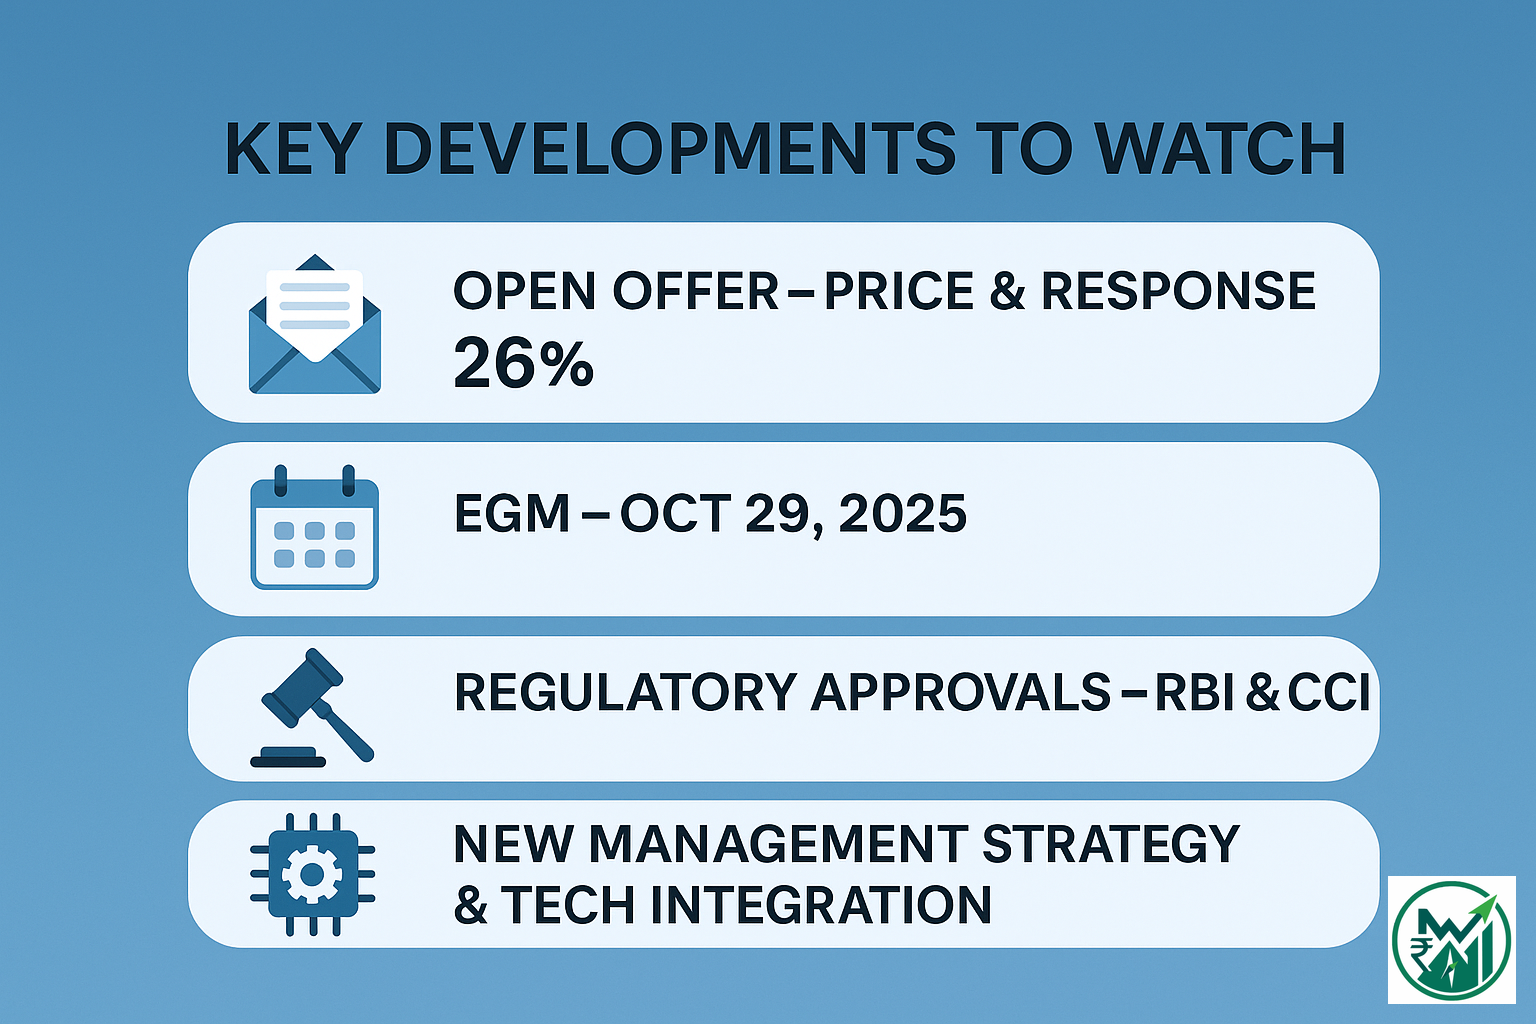 KEY DEVELOPMENTS TO WATCH
OPEN OFFER – PRICE & RESPONSE
26%
EGM – OCT 29, 2025
REGULATORY APPROVALS – RBI & CCI
NEW MANAGEMENT STRATEGY
& TECH INTEGRATION